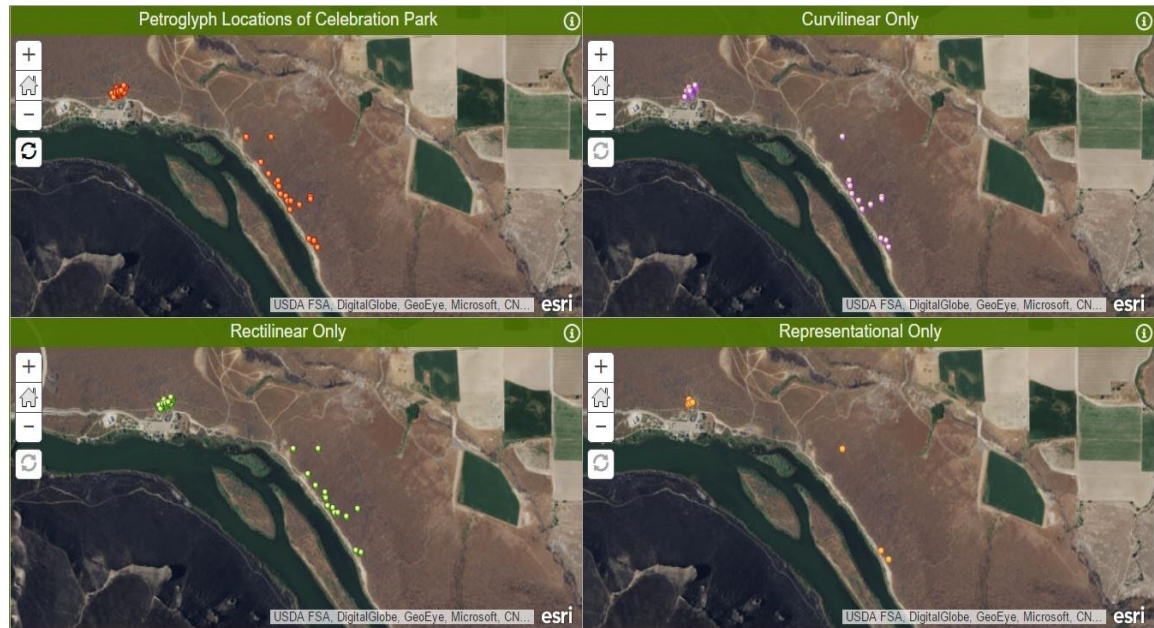 Petroglyph Locations of Celebration Park
Curvilinear Only
+
−
USDA FSA, DigitalGlobe, GeoEye, Microsoft, CN...
esri
+
−
USDA FSA, DigitalGlobe, GeoEye, Microsoft, CN...
esri
Rectilinear Only
Representational Only
+
−
USDA FSA, DigitalGlobe, GeoEye, Microsoft, CN...
esri
+
−
USDA FSA, DigitalGlobe, GeoEye, Microsoft, CN...
esri